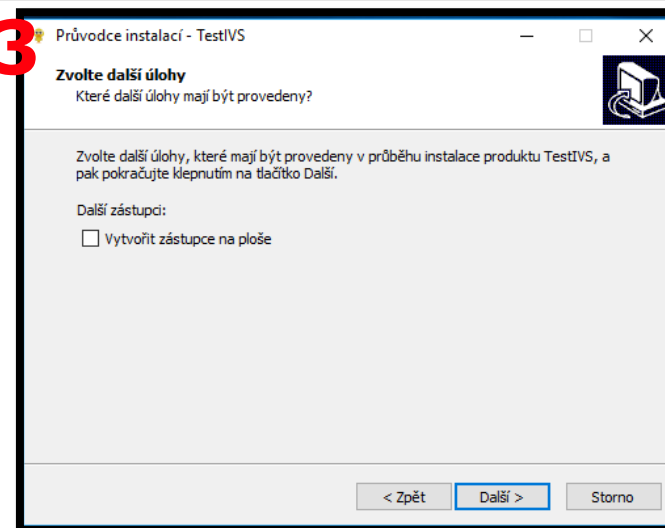 3
Průvodce instalací - TestIVS
Zvolte další úlohy
Které další úlohy mají být provedeny?
Zvolte další úlohy, které mají být provedeny v průběhu instalace produktu TestIVS, a
pak pokračujte klepnutím na tlačítko Další.
Další zástupci:
Vytvořit zástupce na ploše
< Zpět
Další >
Storno